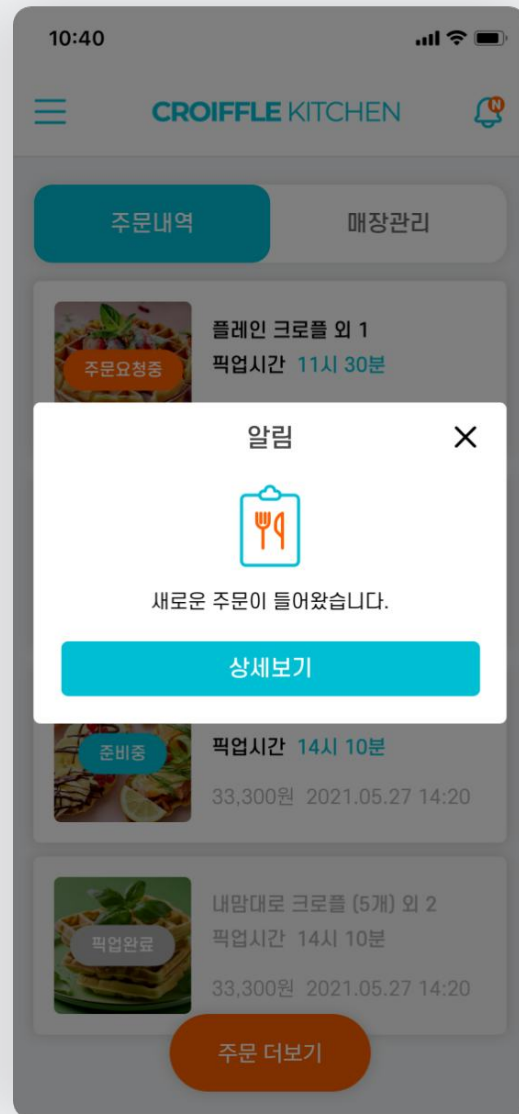 10:40
CROIFFLE KITCHEN
N
주문내역
매장관리
플레인 크로플 외 1
주문요청중
픽업시간 11시 30분
알림
새로운 주문이 들어왔습니다.
상세보기
준비중
픽업시간 14시 10분
33,300원 2021.05.27 14:20
내맘대로 크로플 (5개) 외 2
픽업완료
픽업시간 14시 10분
33,300원 2021.05.27 14:20
주문 더보기